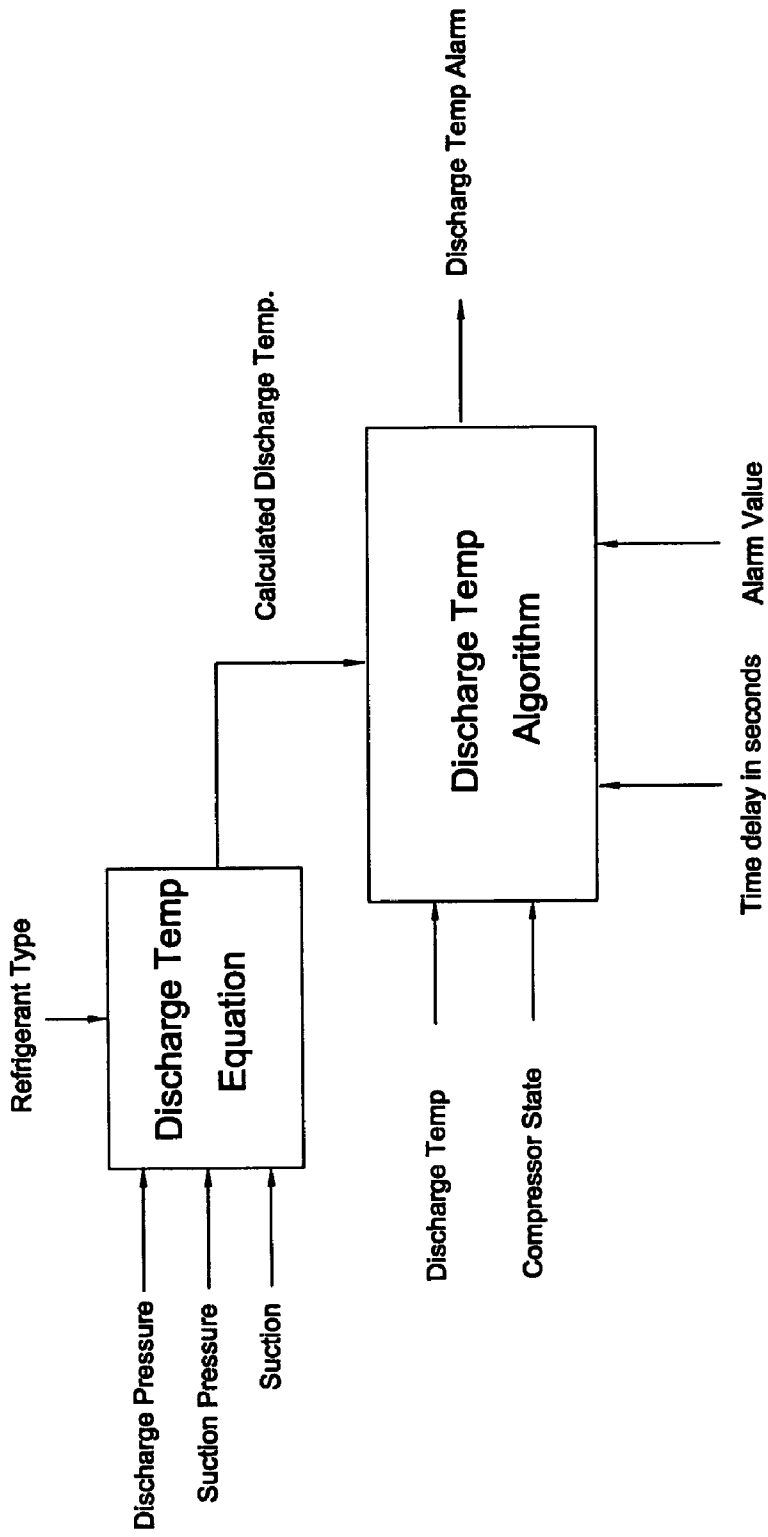 Refrigerant Type
Discharge Pressure
Suction Pressure
Suction
Discharge Temp
Equation
Calculated Discharge Temp.
Discharge Temp
Compressor State
Discharge Temp
Algorithm
Discharge Temp Alarm
Time delay in seconds
Alarm Value